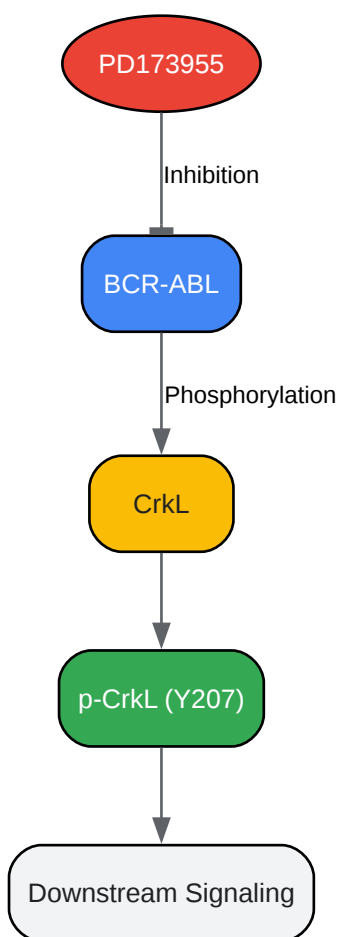 PD173955
Inhibition
BCR-ABL
Phosphorylation
CrkL
p-CrkL (Y207)
Downstream Signaling